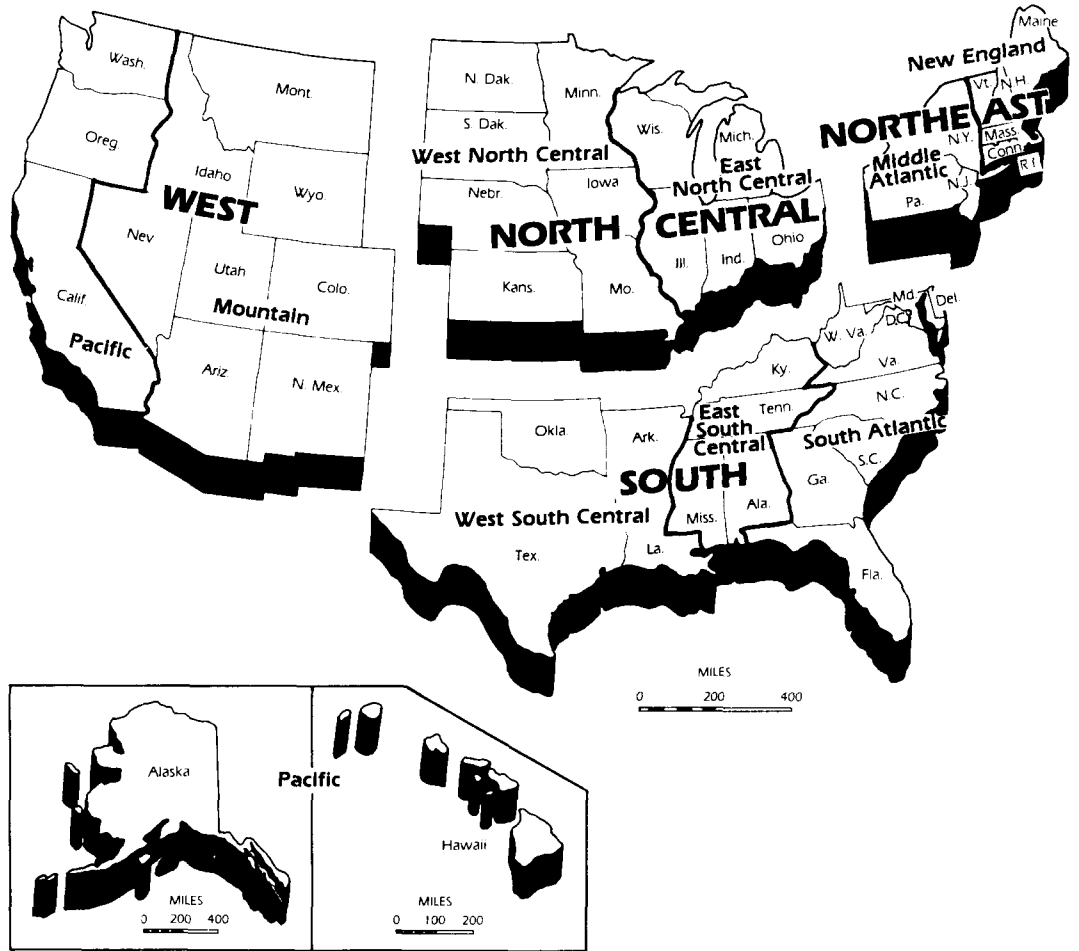 Wash.
Oreg
Calif.
Nev
Idaho
Mont.
Wyo.
Utah
Colo.
Ariz
N. Mex.
WEST
Mountain
Pacific
N. Dak.
S. Dak.
Minn.
West North Central
Nebr.
Iowa
Kans.
Mo.
NORTH CENTRAL
Wis.
Mich.
East
North Central
Ill.
Ind.
Ohio
Maine
New England
Vt.
N.H.
NORTHEAST
N.Y.
Mass.
Conn.
R.I.
Middle
Atlantic
N.J.
Pa.
Md.
Del.
D.C.
W. Va.
Va.
Ky.
N.C.
Tenn.
East
South
Central
South Atlantic
S.C.
Ga.
Okla.
Ark.
SOUTH
Ala.
Miss.
West South Central
La.
Tex.
Fla.
MILES
0 200 400
Alaska
MILES
0 200 400
Pacific
Hawaii
MILES
0 100 200